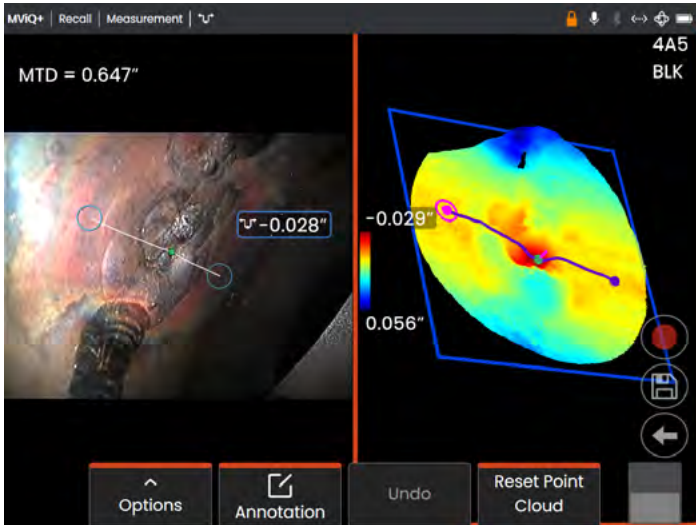 MViQ+ | Recall | Measurement |
4A5
BLK
MTD = 0.647"
-0.028"
-0.029"
0.056"
Options
Annotation
Undo
Reset Point
Cloud